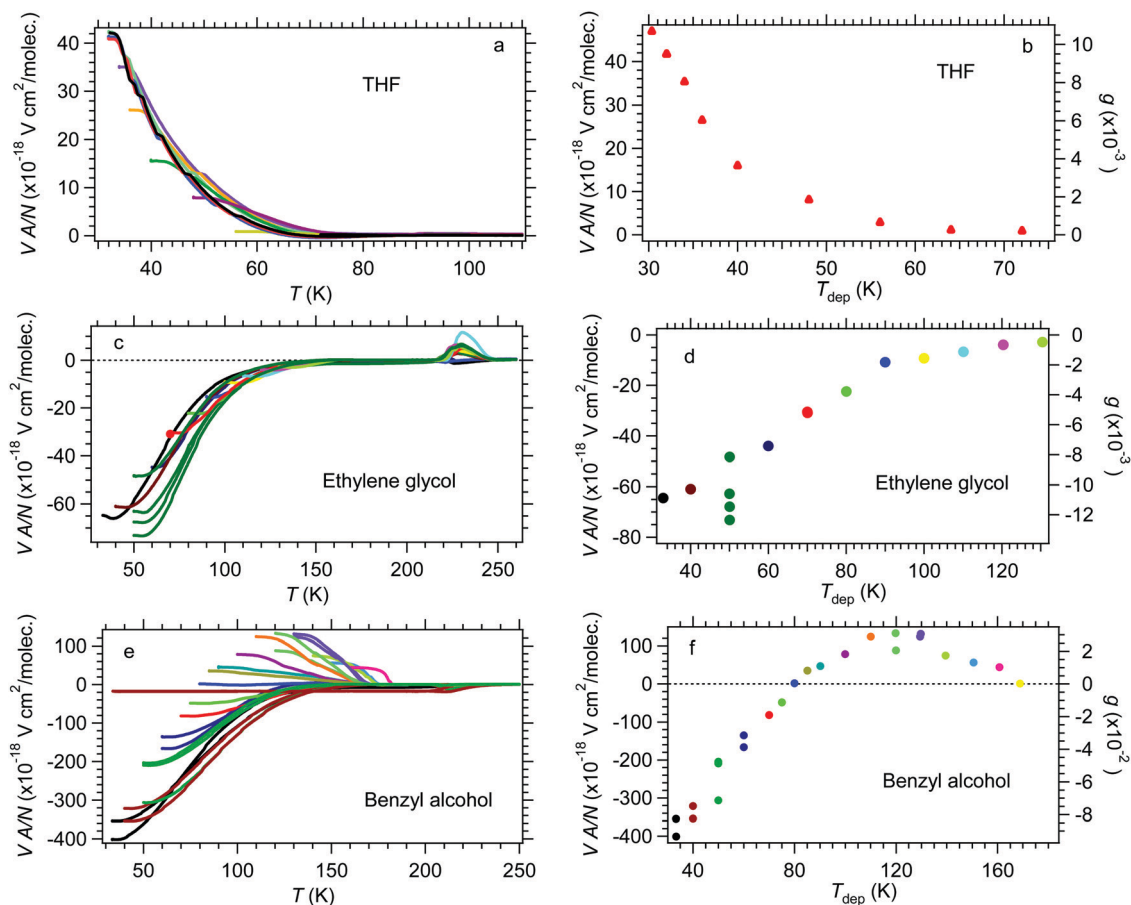 a
THF
V A/N (x10⁻¹⁸ V cm²/molec.)
40
30
20
10
0
40
60
80
100
T (K)
b
THF
V A/N (x10⁻¹⁸ V cm²/molec.)
40
30
20
10
0
g (x10⁻³)
10
8
6
4
2
0
30
40
50
60
70
T_dep (K)
c
Ethylene glycol
V A/N (x10⁻¹⁸ V cm²/molec.)
0
-20
-40
-60
50
100
150
200
250
T (K)
d
Ethylene glycol
V A/N (x10⁻¹⁸ V cm²/molec.)
0
-20
-40
-60
-80
g (x10⁻³)
0
-2
-4
-6
-8
-10
-12
40
60
80
100
120
T_dep (K)
e
Benzyl alcohol
V A/N (x10⁻¹⁸ V cm²/molec.)
100
0
-100
-200
-300
-400
50
100
150
200
250
T (K)
f
Benzyl alcohol
V A/N (x10⁻¹⁸ V cm²/molec.)
100
0
-100
-200
-300
-400
g (x10⁻²)
2
0
-2
-4
-6
-8
40
80
120
160
T_dep (K)